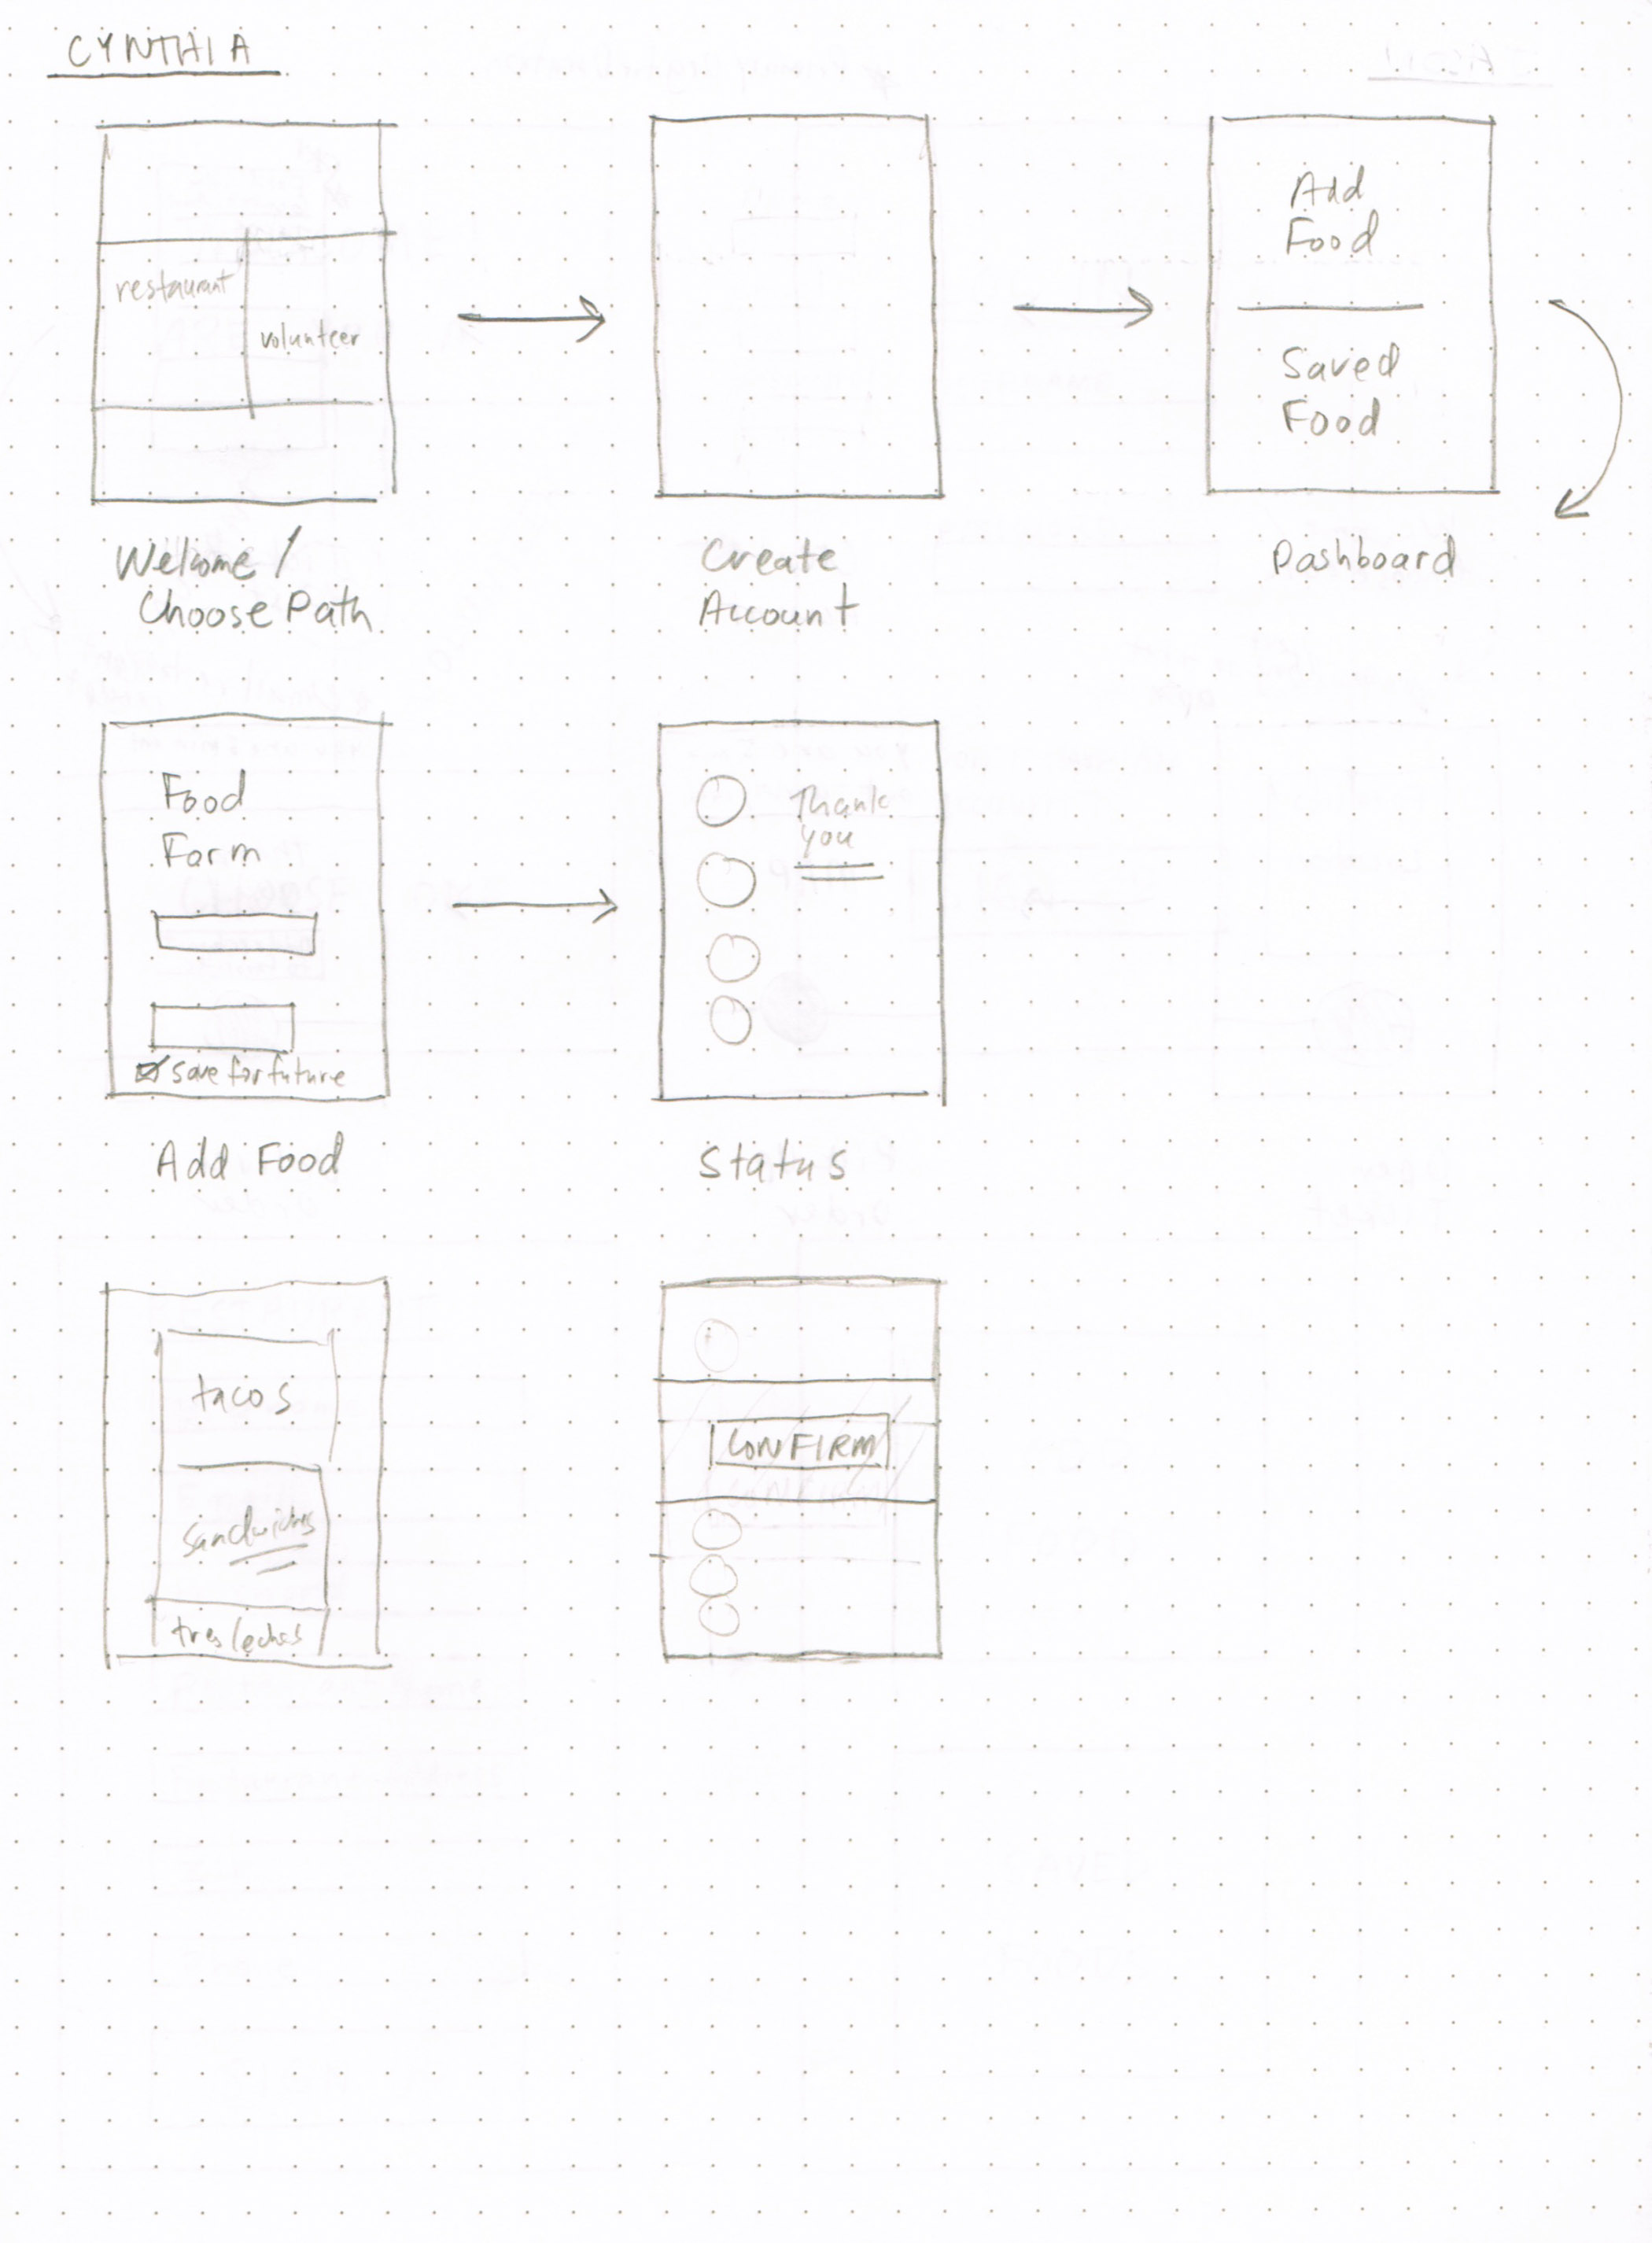 CYNTHIA
restaurant
volunteer
Add
Food
Saved
Food
Welcome /
Choose Path
Create
Account
Dashboard
Food
Form
save for future
Thank
you
Add Food
Status
tacos
sandwiches
tres leches
CONFIRM